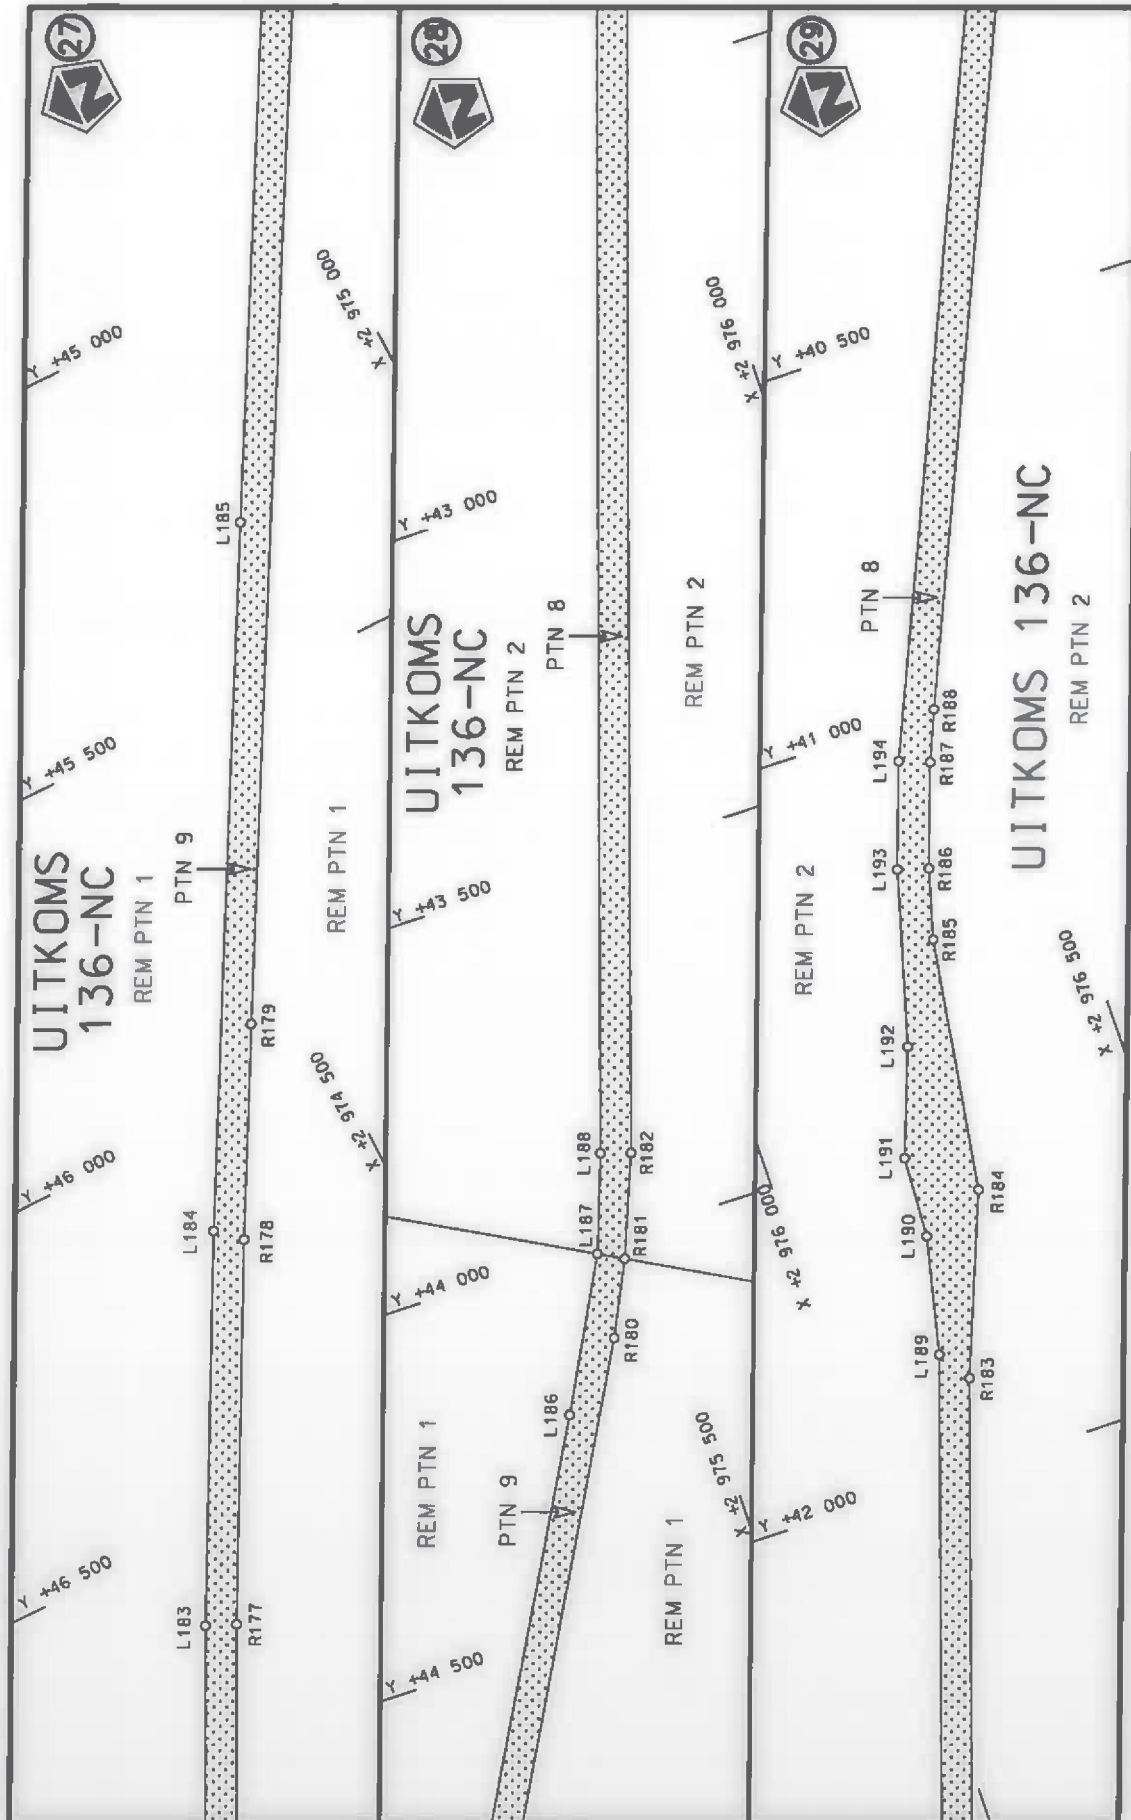 27
N
Y +45 000
Y +45 500
Y +46 000
Y +46 500
UITKOMS
136-NC
REM PTN 1
PTN 9
REM PTN 1
L183
L184
L185
R177
R178
R179
X +2 975 000
X +2 974 500
28
N
Y +43 000
Y +43 500
Y +44 000
Y +44 500
UITKOMS
136-NC
REM PTN 2
PTN 8
REM PTN 2
REM PTN 1
PTN 9
REM PTN 1
L186
L187
L188
R180
R181
R182
X +2 976 000
X +2 975 500
29
N
Y +40 500
Y +41 000
Y +42 000
X +2 976 000
X +2 976 500
REM PTN 2
PTN 8
UITKOMS 136-NC
REM PTN 2
L189
L190
L191
L192
L193
L194
R183
R184
R185
R186
R187
R188